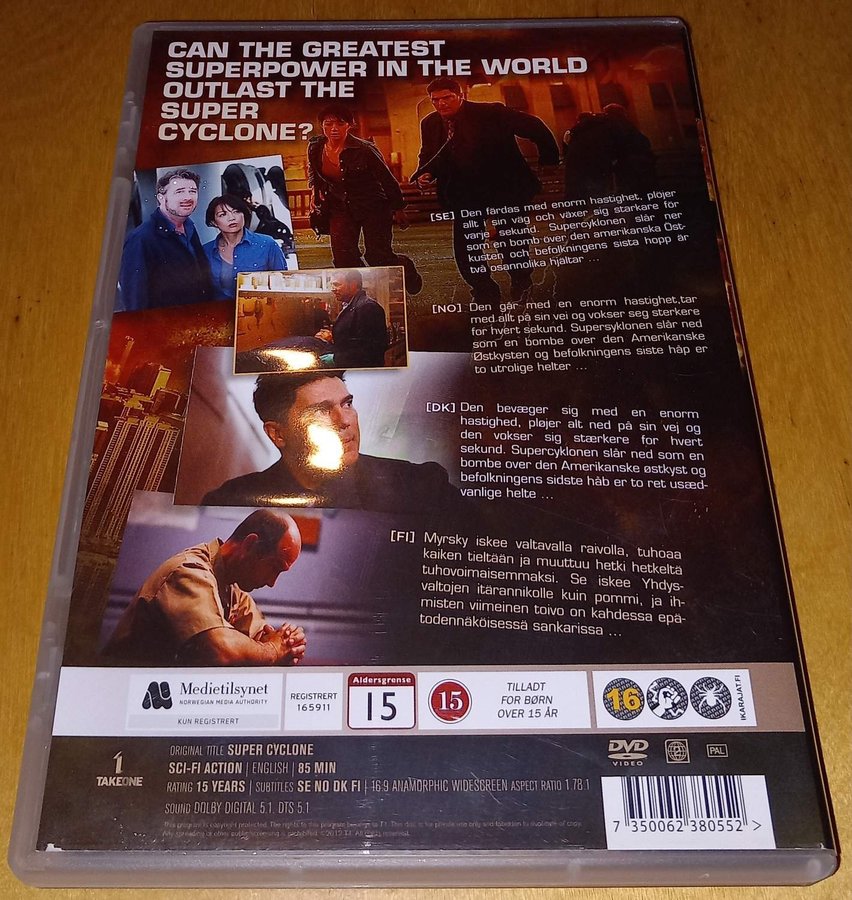 CAN THE GREATEST
SUPERPOWER IN THE WORLD
OUTLAST THE
SUPER
CYCLONE?
[SE] Den färdas med enorm hastighet, plöjer
allt i sin väg och växer sig starkare för
varje sekund. Supercyklonen slår ner
som en bomb över den amerikanska Öst-
kusten och befolkningens sista hopp är
två osannolika hjältar ...
[NO] Den går med en enorm hastighet,tar
med allt på sin vei og vokser seg sterkere
for hvert sekund. Supersyklonen slår ned
som en bombe over den Amerikanske
Østkysten og befolkningens siste håp er
to utrolige helter ...
[DK] Den bevæger sig med en enorm
hastighed, pløjer alt ned på sin vej og
den vokser sig stærkere for hvert
sekund. Supercyklonen slår ned som en
bombe over den Amerikanske østkyst og
befolkningens sidste håb er to ret usæd-
vanlige helte ...
[FI] Myrsky iskee valtavalla raivolla, tuhoaa
kaiken tieltään ja muuttuu hetki hetkeltä
tuhovoimaisemmaksi. Se iskee Yhdys-
valtojen itärannikolle kuin pommi, ja ih-
misten viimeinen toivo on kahdessa epä-
todennäköisessä sankarissa ...
Medietilsynet
NORWEGIAN MEDIA AUTHORITY
KUN REGISTRERT
REGISTRERT
165911
Aldersgrense
15
15
TILLADT
FOR BØRN
OVER 15 ÅR
16
IKARAJAT.FI
TAKEONE
ORIGINAL TITLE SUPER CYCLONE
SCI-FI ACTION | ENGLISH | 85 MIN
RATING 15 YEARS | SUBTITLES SE NO DK FI | 16:9 ANAMORPHIC WIDESCREEN ASPECT RATIO 1.78:1
SOUND DOLBY DIGITAL 5.1, DTS 5.1
DVD
VIDEO
PAL
7 350062 380552 >